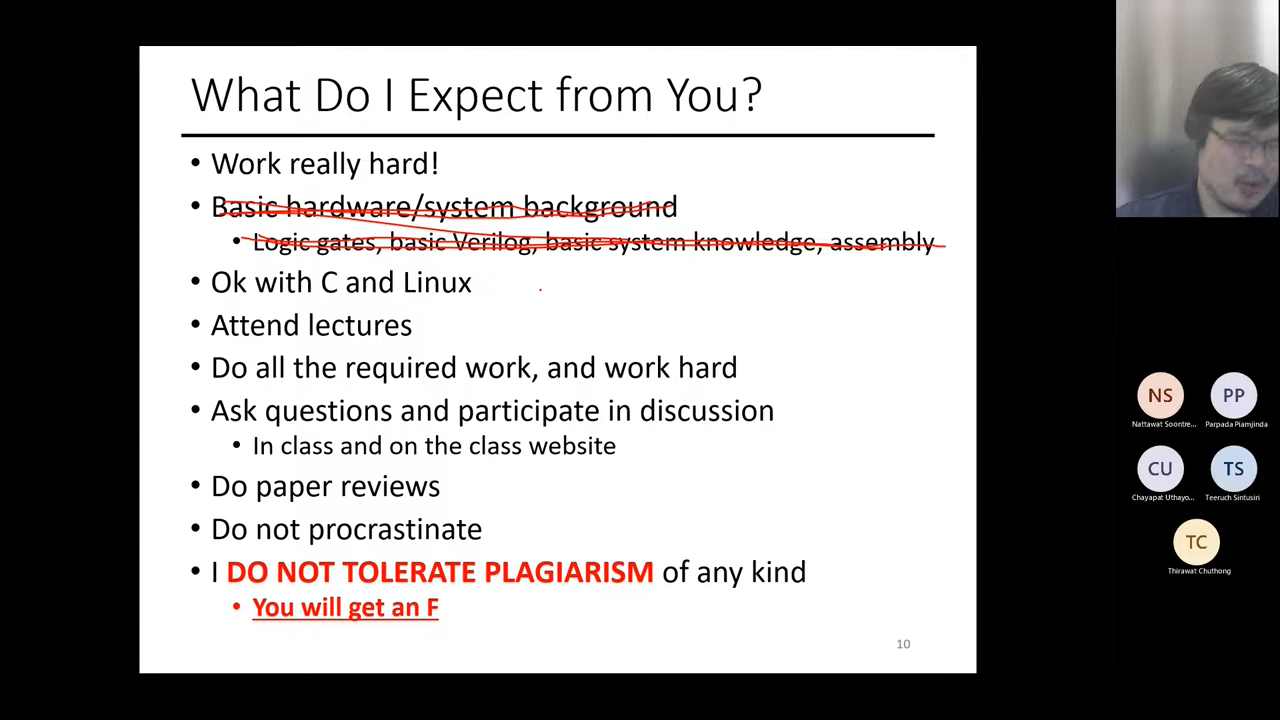 What Do I Expect from You?
• Work really hard!
• Basic hardware/system background
• Logic gates, basic Verilog, basic system knowledge, assembly
• Ok with C and Linux
• Attend lectures
• Do all the required work, and work hard
• Ask questions and participate in discussion
• In class and on the class website
• Do paper reviews
• Do not procrastinate
• I DO NOT TOLERATE PLAGIARISM of any kind
• You will get an F
10
NS
PP
Nattawat Soontre...
Parpada Piamjinda
CU
TS
Chayapat Uthayo...
Teeruch Sintusiri
TC
Thirawat Chuthong